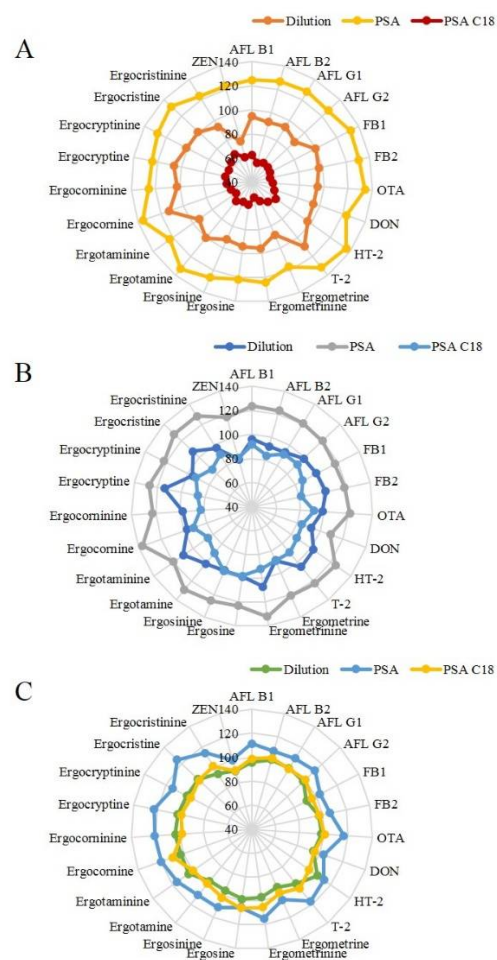 A
Dilution PSA PSA C18
AFL B1
AFL B2
AFL G1
AFL G2
FB1
FB2
OTA
DON
HT-2
T-2
Ergometrine
Ergometrinine
Ergosine
Ergosinine
Ergotamine
Ergotaminine
Ergocornine
Ergocorninine
Ergocryptine
Ergocryptinine
Ergocristine
Ergocristinine
ZEN
140
120
100
80
60
40
B
Dilution PSA PSA C18
AFL B1
AFL B2
AFL G1
AFL G2
FB1
FB2
OTA
DON
HT-2
T-2
Ergometrine
Ergometrinine
Ergosine
Ergosinine
Ergotamine
Ergotaminine
Ergocornine
Ergocorninine
Ergocryptine
Ergocryptinine
Ergocristine
Ergocristinine
ZEN
140
120
100
80
60
40
C
Dilution PSA PSA C18
AFL B1
AFL B2
AFL G1
AFL G2
FB1
FB2
OTA
DON
HT-2
T-2
Ergometrine
Ergometrinine
Ergosine
Ergosinine
Ergotamine
Ergotaminine
Ergocornine
Ergocorninine
Ergocryptine
Ergocryptinine
Ergocristine
Ergocristinine
ZEN
140
120
100
80
60
40